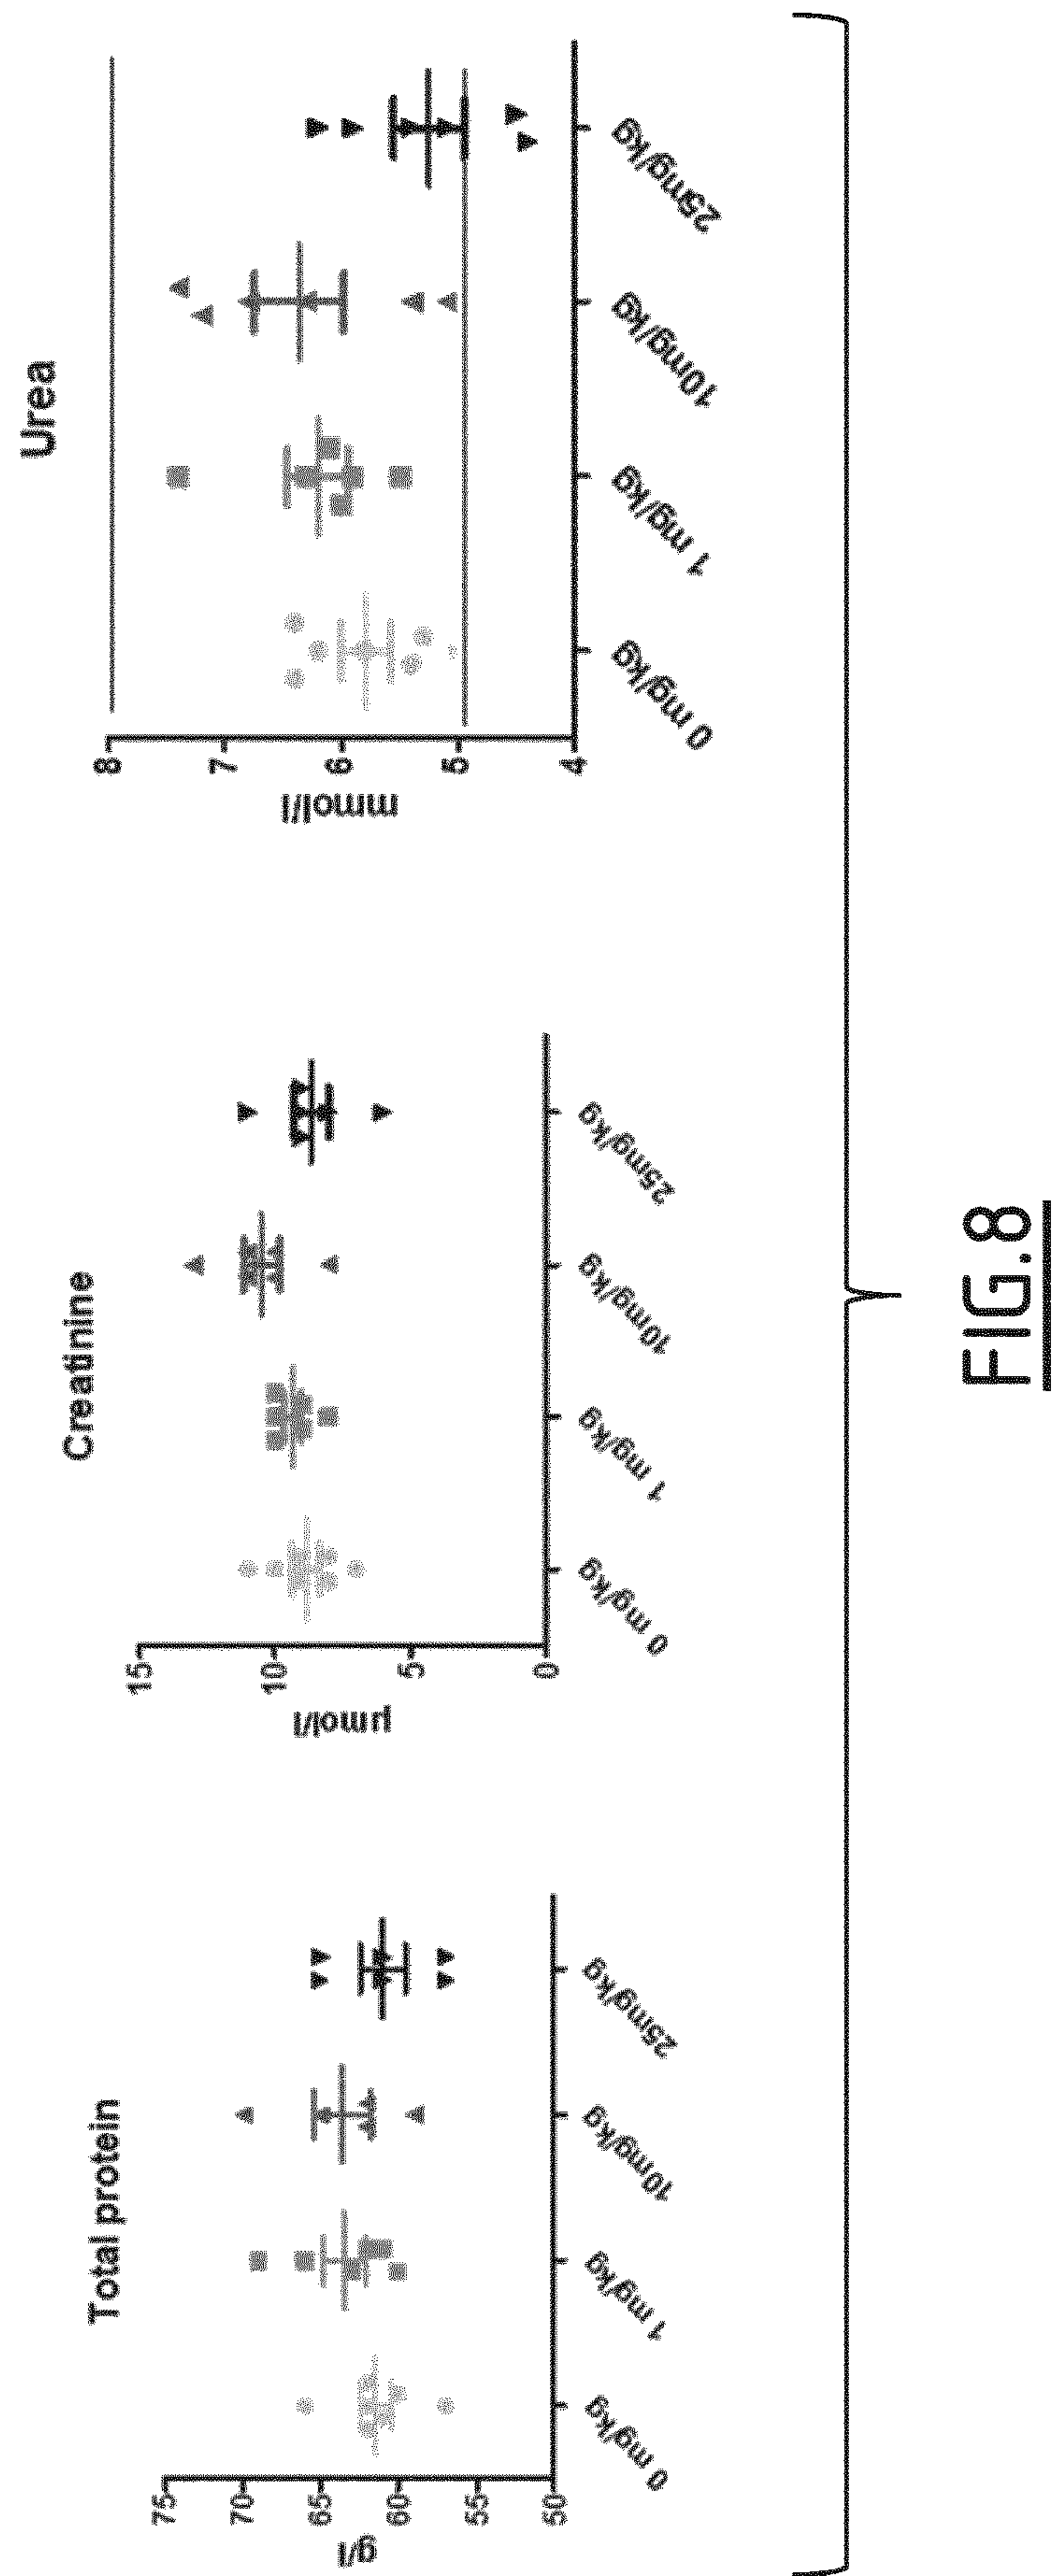 Total protein
g/l
75
70
65
60
55
50
0 mg/kg
1 mg/kg
10mg/kg
25mg/kg
Creatinine
µmol/l
15
10
5
0
0 mg/kg
1 mg/kg
10mg/kg
25mg/kg
Urea
mmol/l
8
7
6
5
4
0 mg/kg
1 mg/kg
10mg/kg
25mg/kg
FIG.8